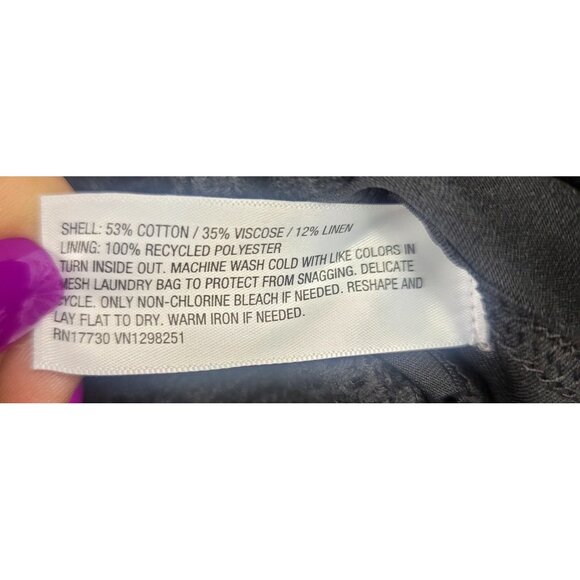 SHELL: 53% COTTON / 35% VISCOSE / 12% LINEN
LINING: 100% RECYCLED POLYESTER
TURN INSIDE OUT. MACHINE WASH COLD WITH LIKE COLORS IN
MESH LAUNDRY BAG TO PROTECT FROM SNAGGING. DELICATE
CYCLE. ONLY NON-CHLORINE BLEACH IF NEEDED. RESHAPE AND
LAY FLAT TO DRY. WARM IRON IF NEEDED.
RN17730 VN1298251